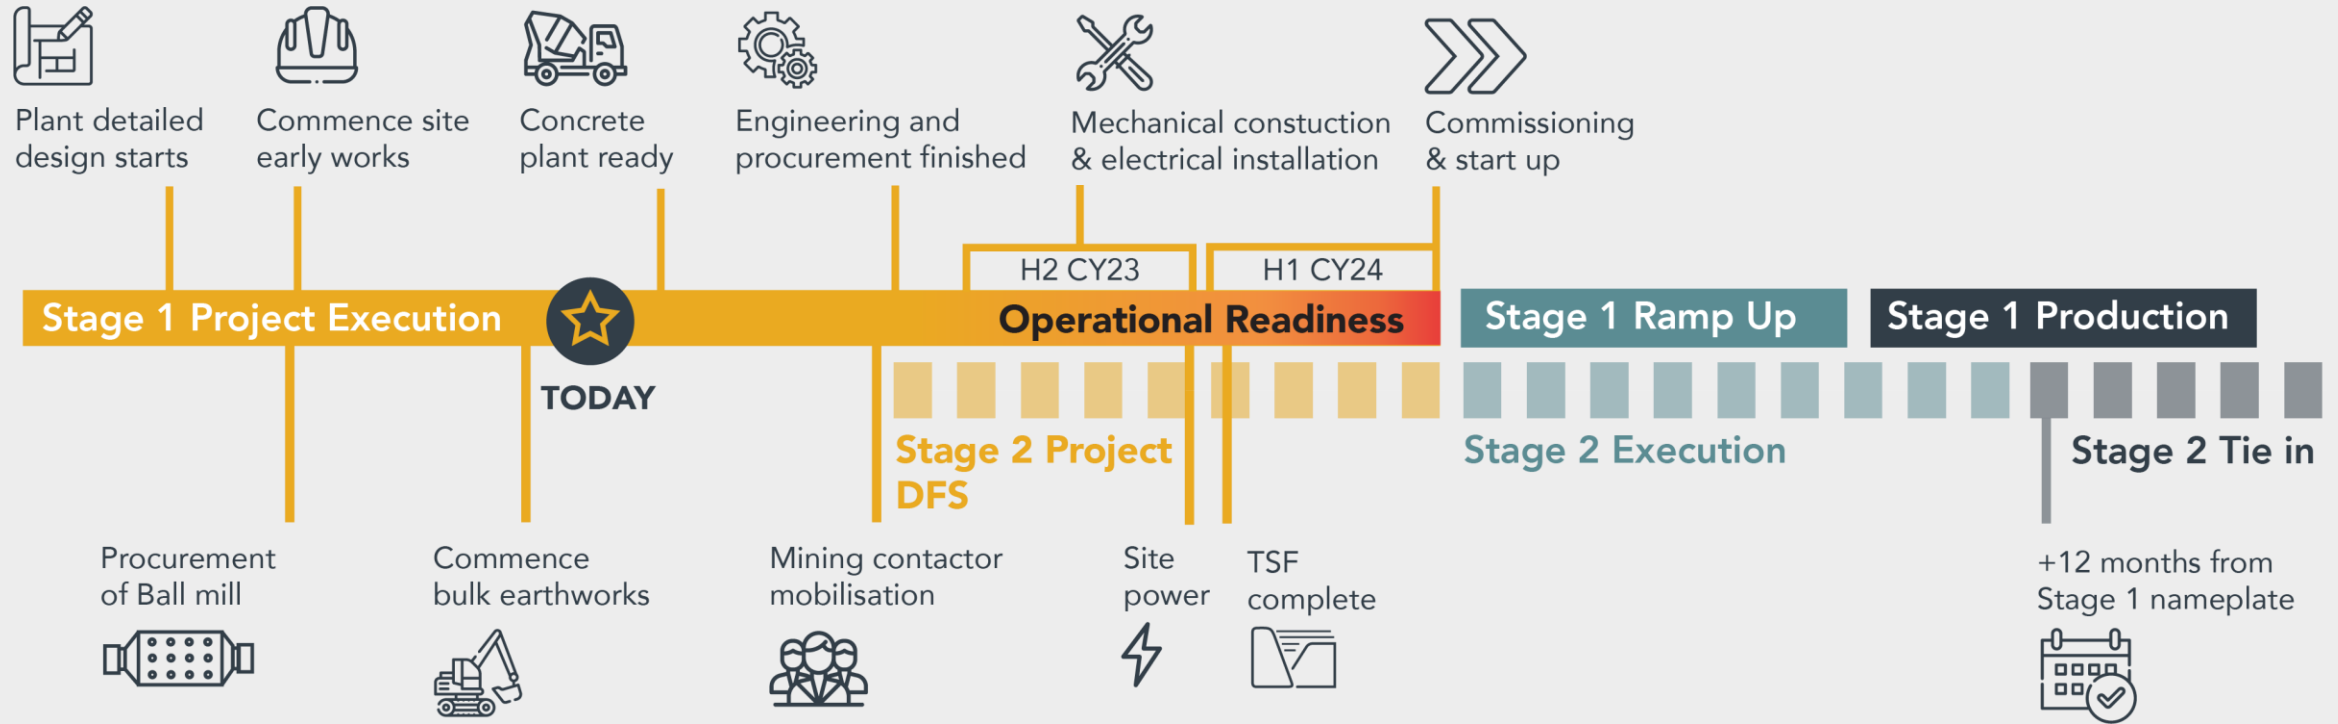 Plant detailed
design starts
Commence site
early works
Concrete
plant ready
Engineering and
procurement finished
Mechanical constuction
& electrical installation
Commissioning
& start up
H2 CY23
H1 CY24
Stage 1 Project Execution
Operational Readiness
Stage 1 Ramp Up
Stage 1 Production
TODAY
Stage 2 Project
DFS
Stage 2 Execution
Stage 2 Tie in
Procurement
of Ball mill
Commence
bulk earthworks
Mining contactor
mobilisation
Site
power
TSF
complete
+12 months from
Stage 1 nameplate